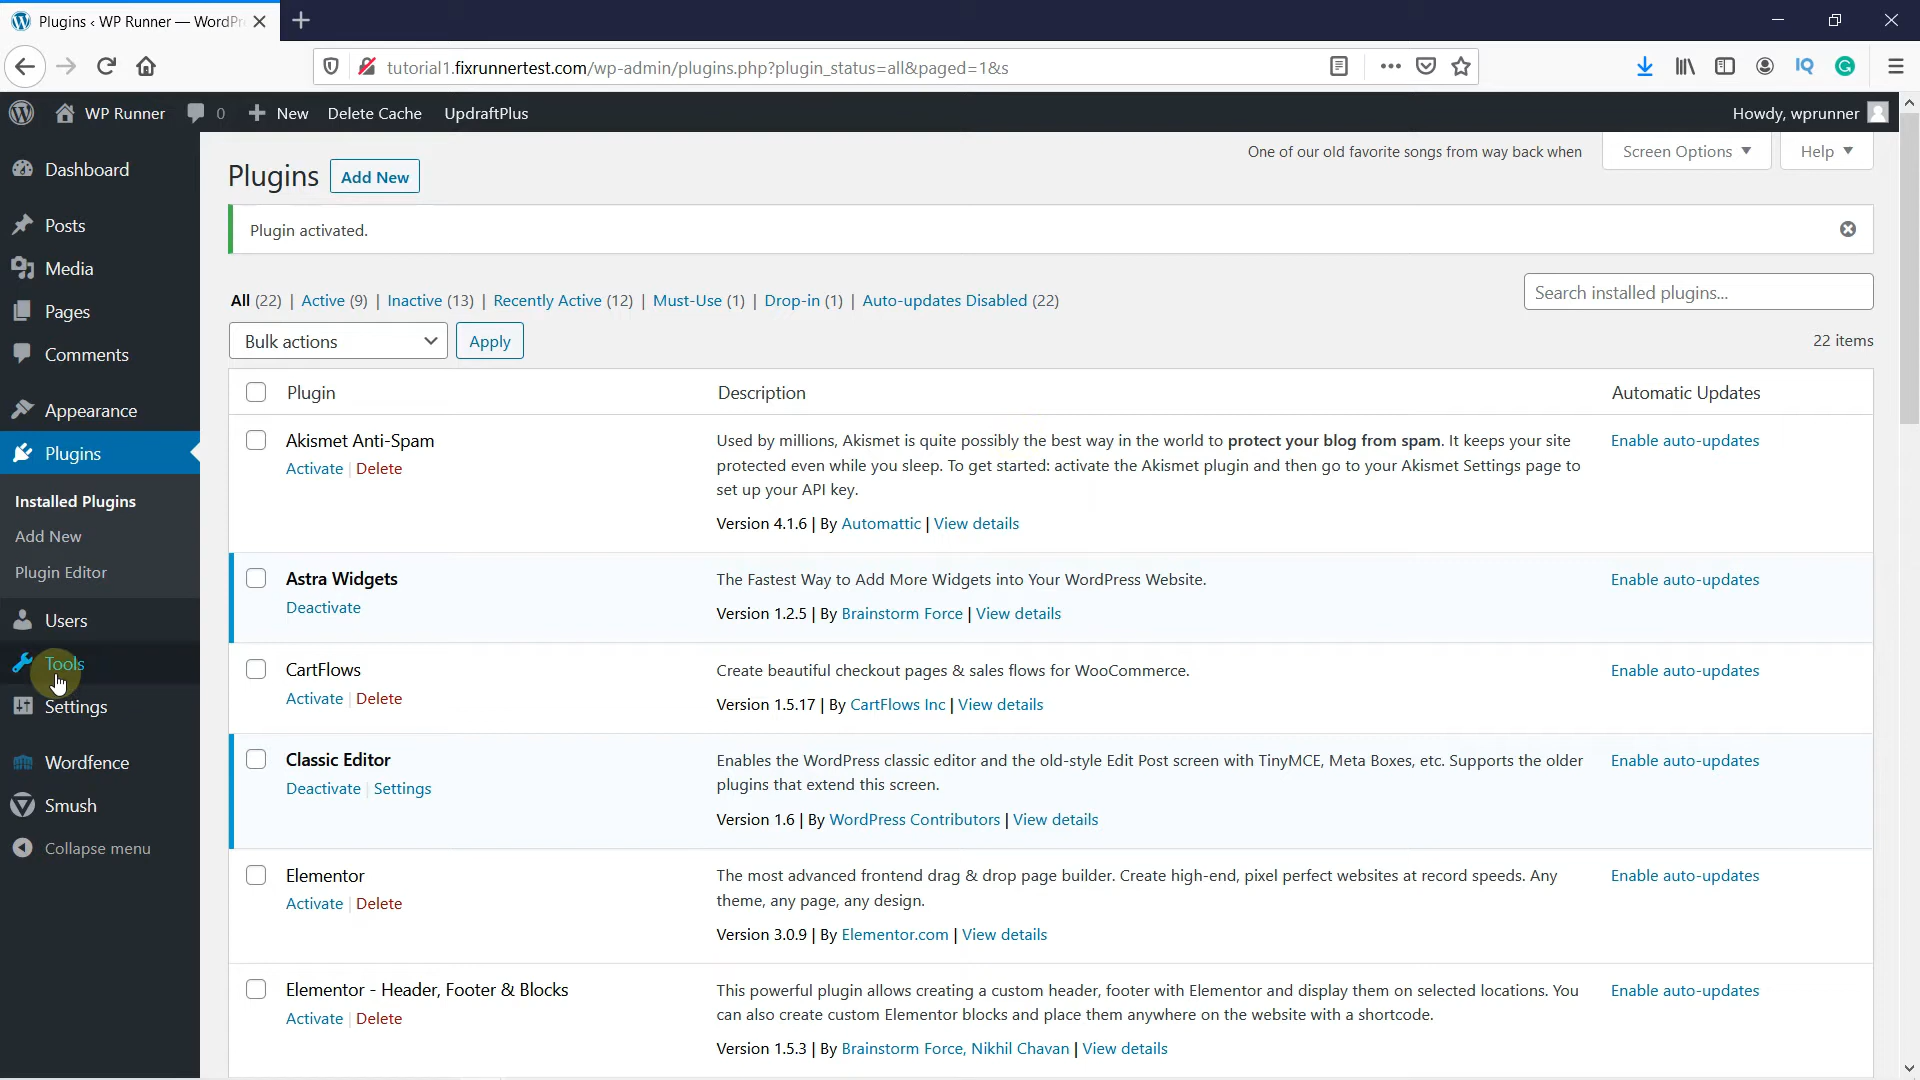 Plugins ‹ WP Runner — WordPr
tutorial1.fixrunnertest.com/wp-admin/plugins.php?plugin_status=all&paged=1&s
WP Runner 0 New Delete Cache UpdraftPlus Howdy, wprunner
Dashboard
Posts
Media
Pages
Comments
Appearance
Plugins
Installed Plugins
Add New
Plugin Editor
Users
Tools
Settings
Wordfence
Smush
Collapse menu
One of our old favorite songs from way back when Screen Options Help
Plugins Add New
Plugin activated.
All (22) | Active (9) | Inactive (13) | Recently Active (12) | Must-Use (1) | Drop-in (1) | Auto-updates Disabled (22)
Search installed plugins...
Bulk actions Apply
22 items
Plugin Description Automatic Updates
Akismet Anti-Spam
Activate | Delete
Used by millions, Akismet is quite possibly the best way in the world to protect your blog from spam. It keeps your site
protected even while you sleep. To get started: activate the Akismet plugin and then go to your Akismet Settings page to
set up your API key.
Version 4.1.6 | By Automattic | View details
Enable auto-updates
Astra Widgets
Deactivate
The Fastest Way to Add More Widgets into Your WordPress Website.
Version 1.2.5 | By Brainstorm Force | View details
Enable auto-updates
CartFlows
Activate | Delete
Create beautiful checkout pages & sales flows for WooCommerce.
Version 1.5.17 | By CartFlows Inc | View details
Enable auto-updates
Classic Editor
Deactivate | Settings
Enables the WordPress classic editor and the old-style Edit Post screen with TinyMCE, Meta Boxes, etc. Supports the older
plugins that extend this screen.
Version 1.6 | By WordPress Contributors | View details
Enable auto-updates
Elementor
Activate | Delete
The most advanced frontend drag & drop page builder. Create high-end, pixel perfect websites at record speeds. Any
theme, any page, any design.
Version 3.0.9 | By Elementor.com | View details
Enable auto-updates
Elementor - Header, Footer & Blocks
Activate | Delete
This powerful plugin allows creating a custom header, footer with Elementor and display them on selected locations. You
can also create custom Elementor blocks and place them anywhere on the website with a shortcode.
Version 1.5.3 | By Brainstorm Force, Nikhil Chavan | View details
Enable auto-updates